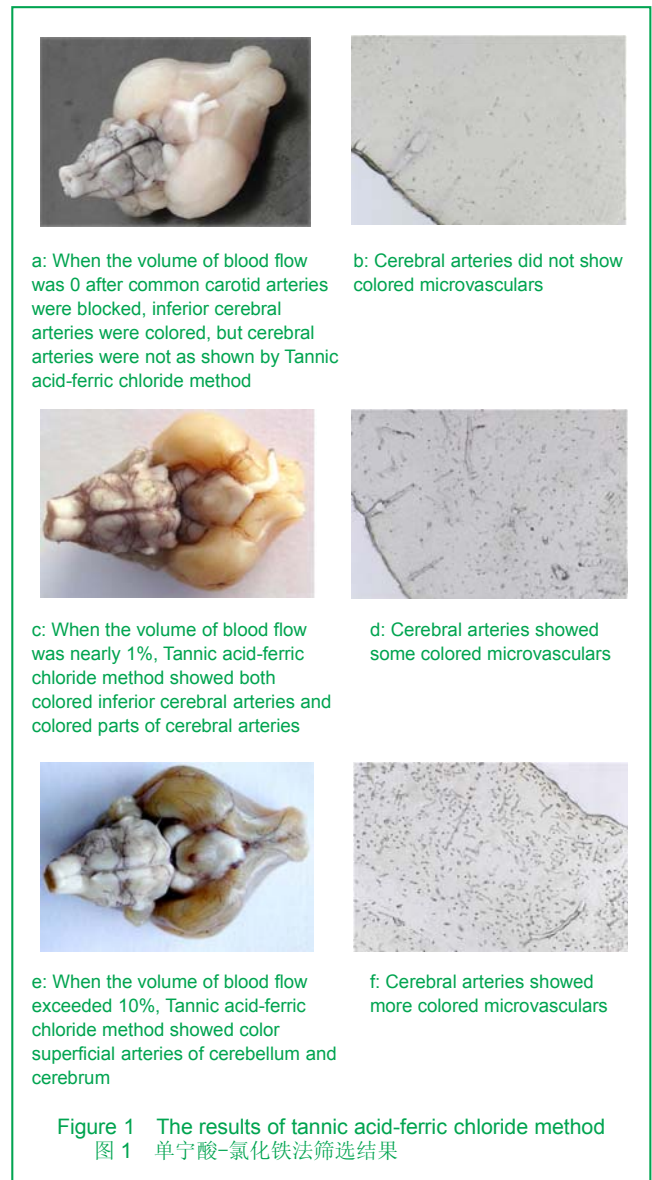 a: When the volume of blood flow
was 0 after common carotid arteries
were blocked, inferior cerebral
arteries were colored, but cerebral
arteries were not as shown by Tannic
acid-ferric chloride method
b: Cerebral arteries did not show
colored microvasculars
c: When the volume of blood flow
was nearly 1%, Tannic acid-ferric
chloride method showed both
colored inferior cerebral arteries and
colored parts of cerebral arteries
d: Cerebral arteries showed
some colored microvasculars
e: When the volume of blood flow
exceeded 10%, Tannic acid-ferric
chloride method showed color
superficial arteries of cerebellum and
cerebrum
f: Cerebral arteries showed
more colored microvasculars
Figure 1 The results of tannic acid-ferric chloride method
图 1 单宁酸-氯化铁法筛选结果